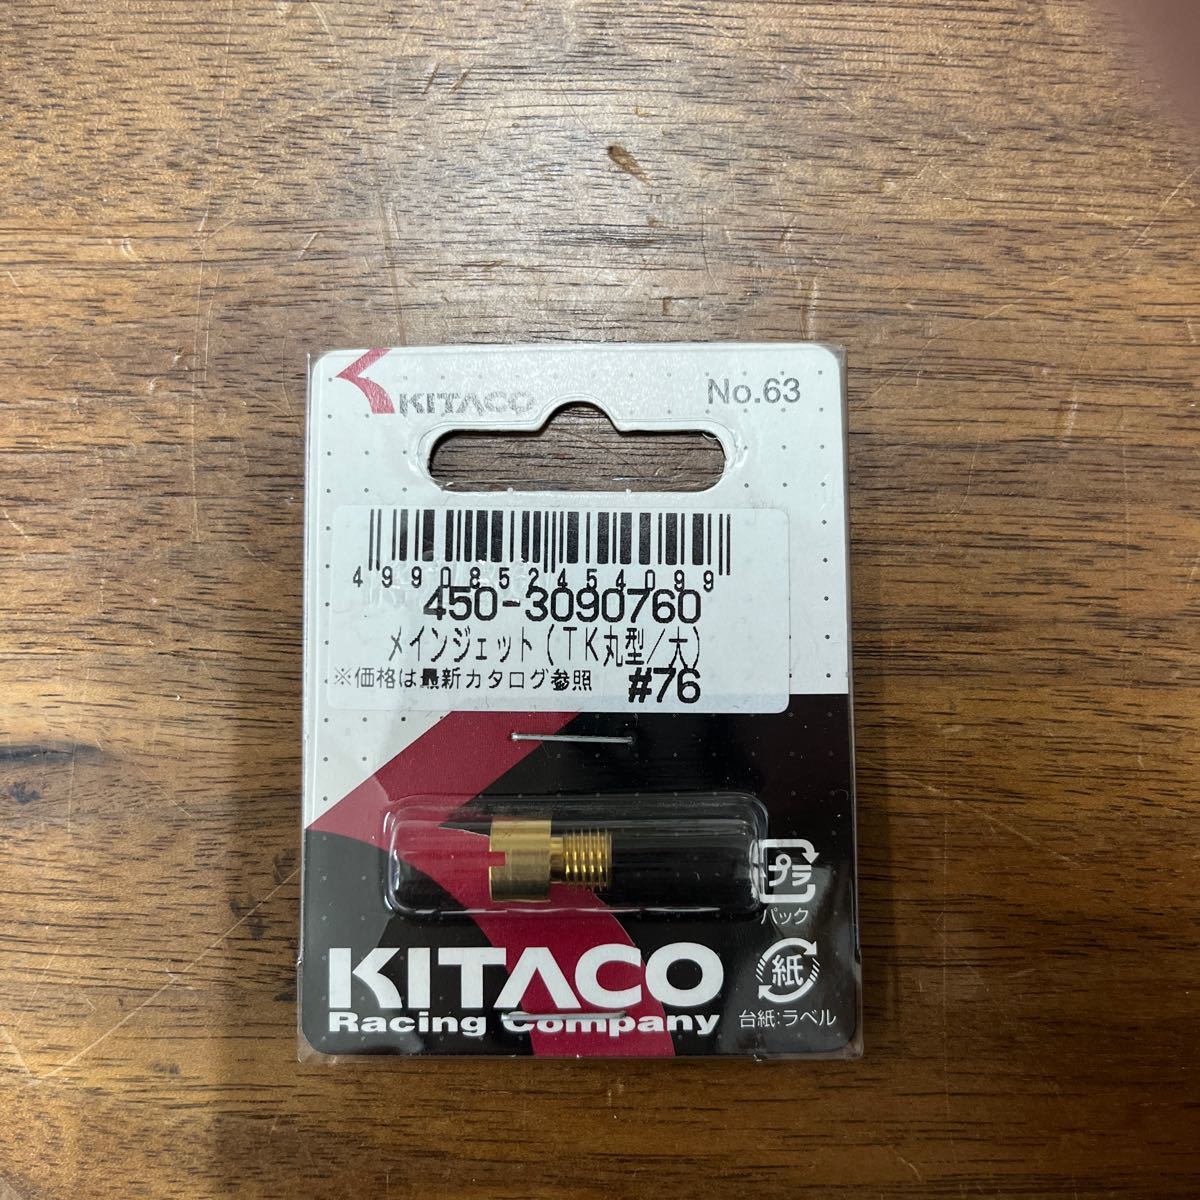 KITACO
No.63
4990852454099
450-3090760
メインジェット(TK丸型/大)
※価格は最新カタログ参照 #76
プラ
パック
KITACO
Racing Company
紙
台紙:ラベル